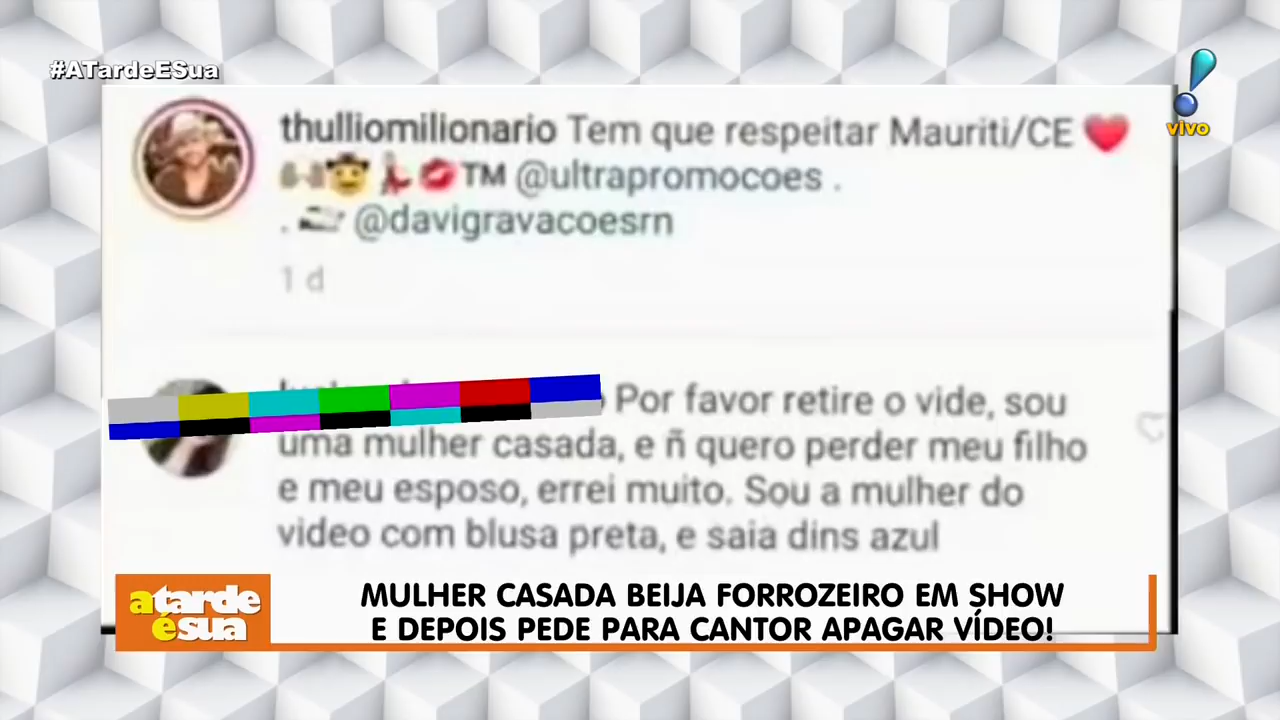 #ATardeESua
vivo
thulliomilionario Tem que respeitar Mauriti/CE ❤️
🤠💋TM @ultrapromocoes .
. @davigravacoesrn
1 d
Por favor retire o vide, sou
uma mulher casada, e ñ quero perder meu filho
e meu esposo, errei muito. Sou a mulher do
video com blusa preta, e saia dins azul
a tarde
é sua
MULHER CASADA BEIJA FORROZEIRO EM SHOW
E DEPOIS PEDE PARA CANTOR APAGAR VÍDEO!